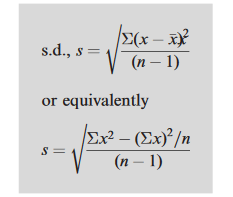 s.d., s = √Σ(x – x̄)² / (n – 1)
or equivalently
s = √Σx² – (Σx)²/n / (n – 1)